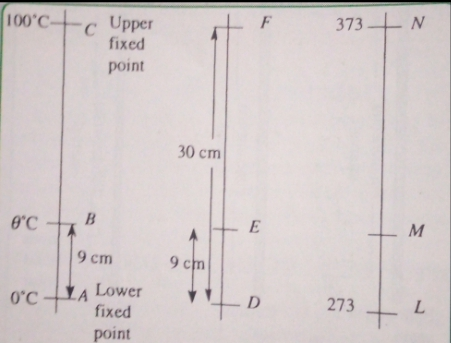 100°C C Upper
fixed
point
θ°C B
9 cm
0°C A Lower
fixed
point
F
30 cm
E
9 cm
D
373 N
M
273 L